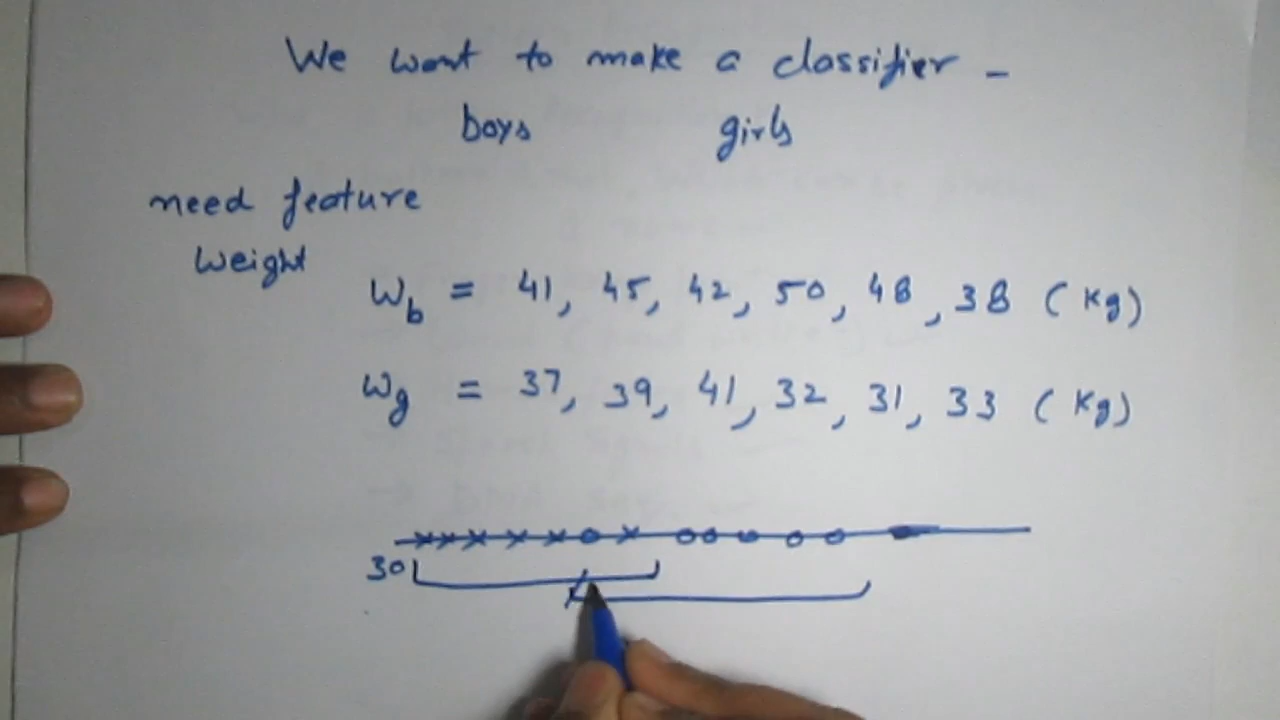 We want to make a classifier -
boys girls
need feature
Weight
Wb = 41, 45, 42, 50, 48, 38 (Kg)
Wg = 37, 39, 41, 32, 31, 33 (Kg)
30